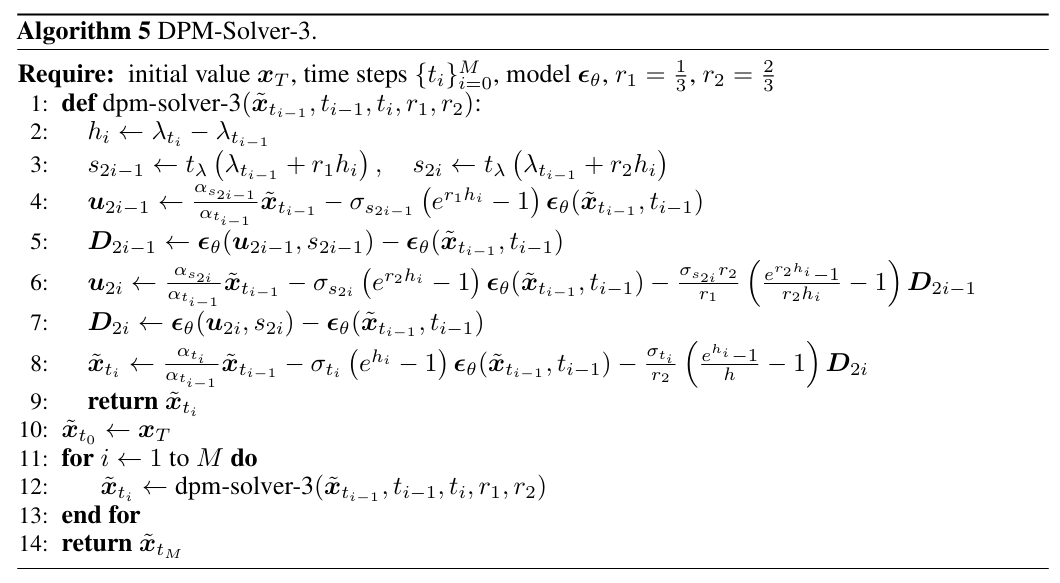 Algorithm 5 DPM-Solver-3.
Require: initial value $\boldsymbol{x}_T$, time steps $\{t_i\}_{i=0}^{M}$, model $\boldsymbol{\epsilon}_\theta$, $r_1 = \frac{1}{3}$, $r_2 = \frac{2}{3}$
1: def dpm-solver-3($\tilde{\boldsymbol{x}}_{t_{i-1}}, t_{i-1}, t_i, r_1, r_2$):
2: $h_i \leftarrow \lambda_{t_i} - \lambda_{t_{i-1}}$
3: $s_{2i-1} \leftarrow t_\lambda \left(\lambda_{t_{i-1}} + r_1 h_i\right), \quad s_{2i} \leftarrow t_\lambda \left(\lambda_{t_{i-1}} + r_2 h_i\right)$
4: $\boldsymbol{u}_{2i-1} \leftarrow \frac{\alpha_{s_{2i-1}}}{\alpha_{t_{i-1}}} \tilde{\boldsymbol{x}}_{t_{i-1}} - \sigma_{s_{2i-1}} \left(e^{r_1 h_i} - 1\right) \boldsymbol{\epsilon}_\theta(\tilde{\boldsymbol{x}}_{t_{i-1}}, t_{i-1})$
5: $\boldsymbol{D}_{2i-1} \leftarrow \boldsymbol{\epsilon}_\theta(\boldsymbol{u}_{2i-1}, s_{2i-1}) - \boldsymbol{\epsilon}_\theta(\tilde{\boldsymbol{x}}_{t_{i-1}}, t_{i-1})$
6: $\boldsymbol{u}_{2i} \leftarrow \frac{\alpha_{s_{2i}}}{\alpha_{t_{i-1}}} \tilde{\boldsymbol{x}}_{t_{i-1}} - \sigma_{s_{2i}} \left(e^{r_2 h_i} - 1\right) \boldsymbol{\epsilon}_\theta(\tilde{\boldsymbol{x}}_{t_{i-1}}, t_{i-1}) - \frac{\sigma_{s_{2i}} r_2}{r_1} \left(\frac{e^{r_2 h_i} - 1}{r_2 h_i} - 1\right) \boldsymbol{D}_{2i-1}$
7: $\boldsymbol{D}_{2i} \leftarrow \boldsymbol{\epsilon}_\theta(\boldsymbol{u}_{2i}, s_{2i}) - \boldsymbol{\epsilon}_\theta(\tilde{\boldsymbol{x}}_{t_{i-1}}, t_{i-1})$
8: $\tilde{\boldsymbol{x}}_{t_i} \leftarrow \frac{\alpha_{t_i}}{\alpha_{t_{i-1}}} \tilde{\boldsymbol{x}}_{t_{i-1}} - \sigma_{t_i} \left(e^{h_i} - 1\right) \boldsymbol{\epsilon}_\theta(\tilde{\boldsymbol{x}}_{t_{i-1}}, t_{i-1}) - \frac{\sigma_{t_i}}{r_2} \left(\frac{e^{h_i} - 1}{h} - 1\right) \boldsymbol{D}_{2i}$
9: return $\tilde{\boldsymbol{x}}_{t_i}$
10: $\tilde{\boldsymbol{x}}_{t_0} \leftarrow \boldsymbol{x}_T$
11: for $i \leftarrow 1$ to $M$ do
12: $\tilde{\boldsymbol{x}}_{t_i} \leftarrow$ dpm-solver-3($\tilde{\boldsymbol{x}}_{t_{i-1}}, t_{i-1}, t_i, r_1, r_2$)
13: end for
14: return $\tilde{\boldsymbol{x}}_{t_M}$